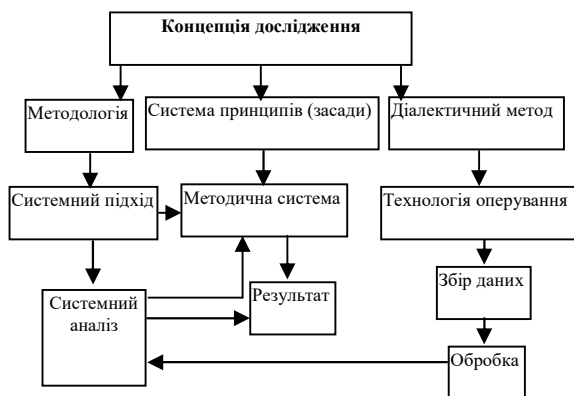 Концепція дослідження
Методологія
Система принципів (засади)
Діалектичний метод
Системний підхід
Методична система
Технологія оперування
Системний
аналіз
Результат
Збір даних
Обробка